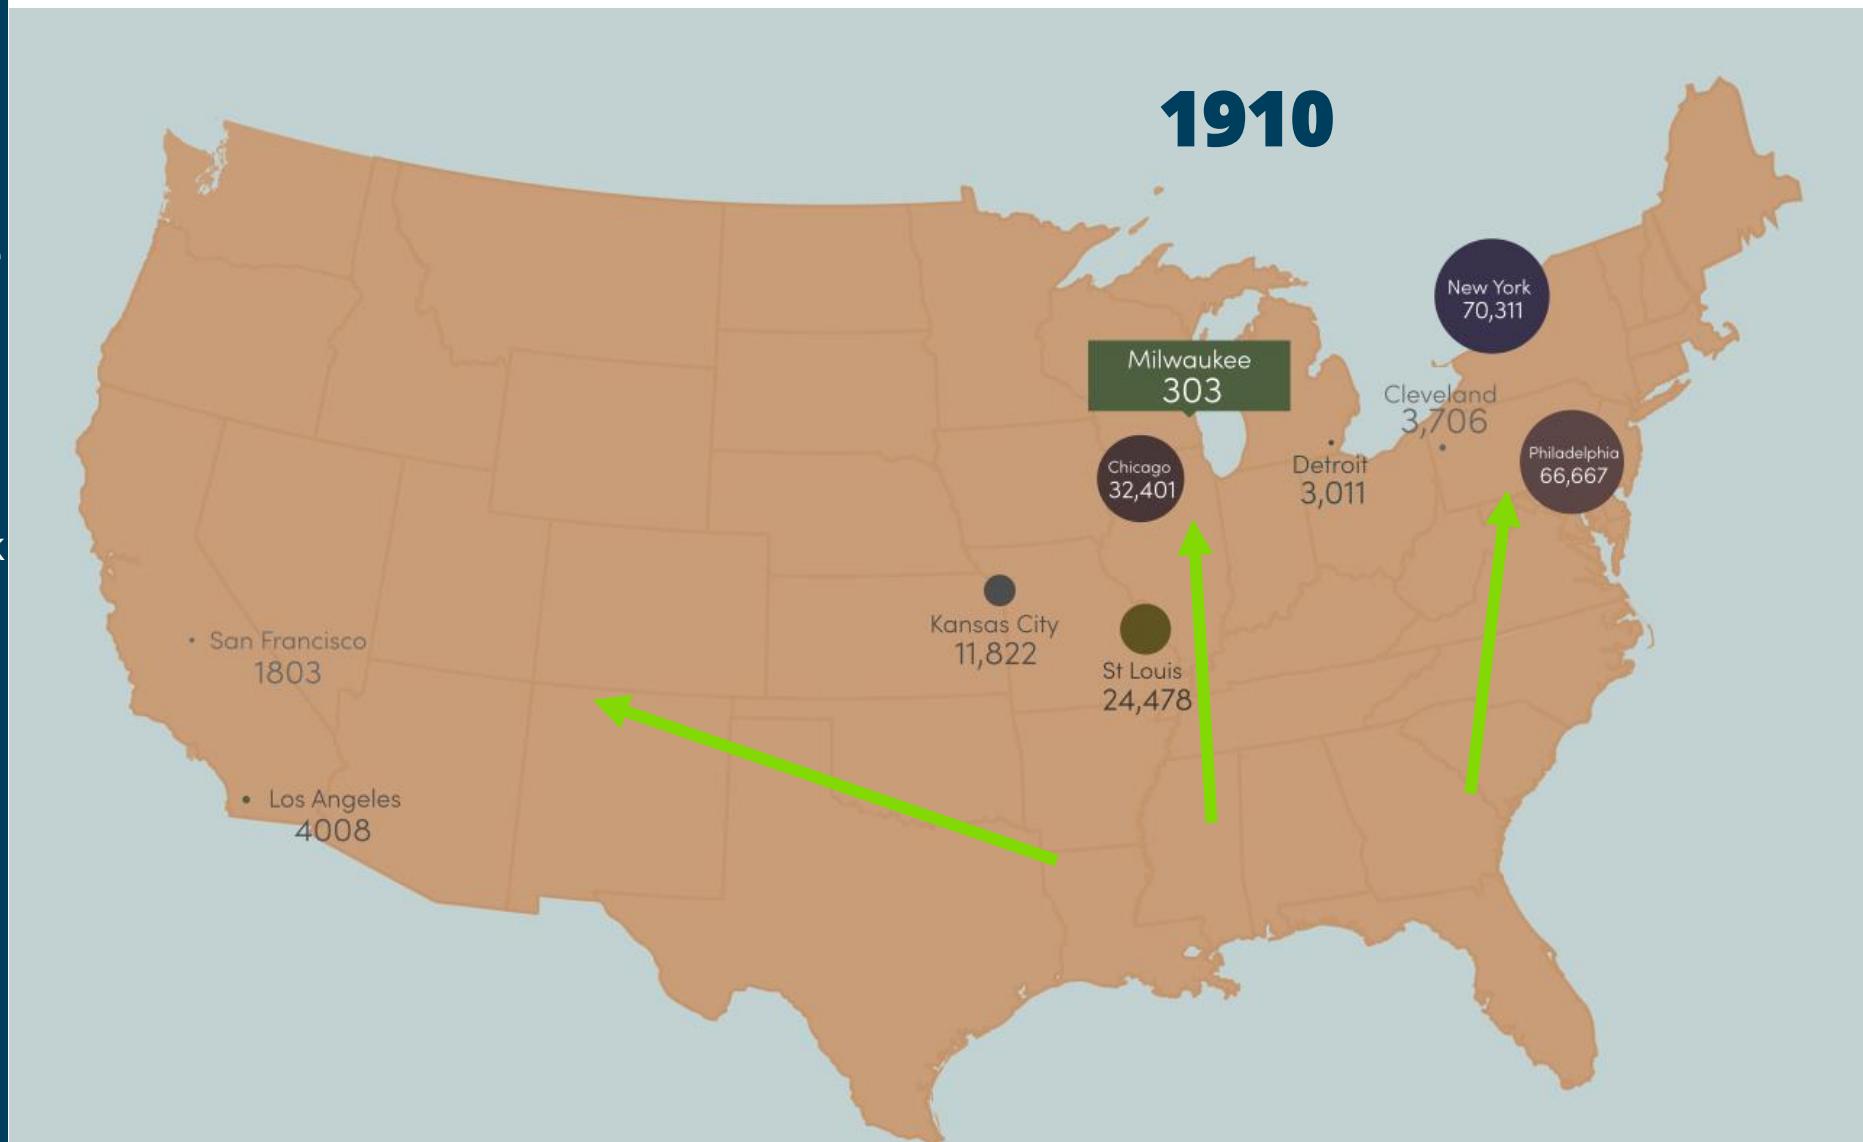 1910
New York
70,311
Milwaukee
303
Cleveland
3,706
Philadelphia
66,667
Chicago
32,401
Detroit
3,011
Kansas City
11,822
San Francisco
1803
St Louis
24,478
Los Angeles
4008